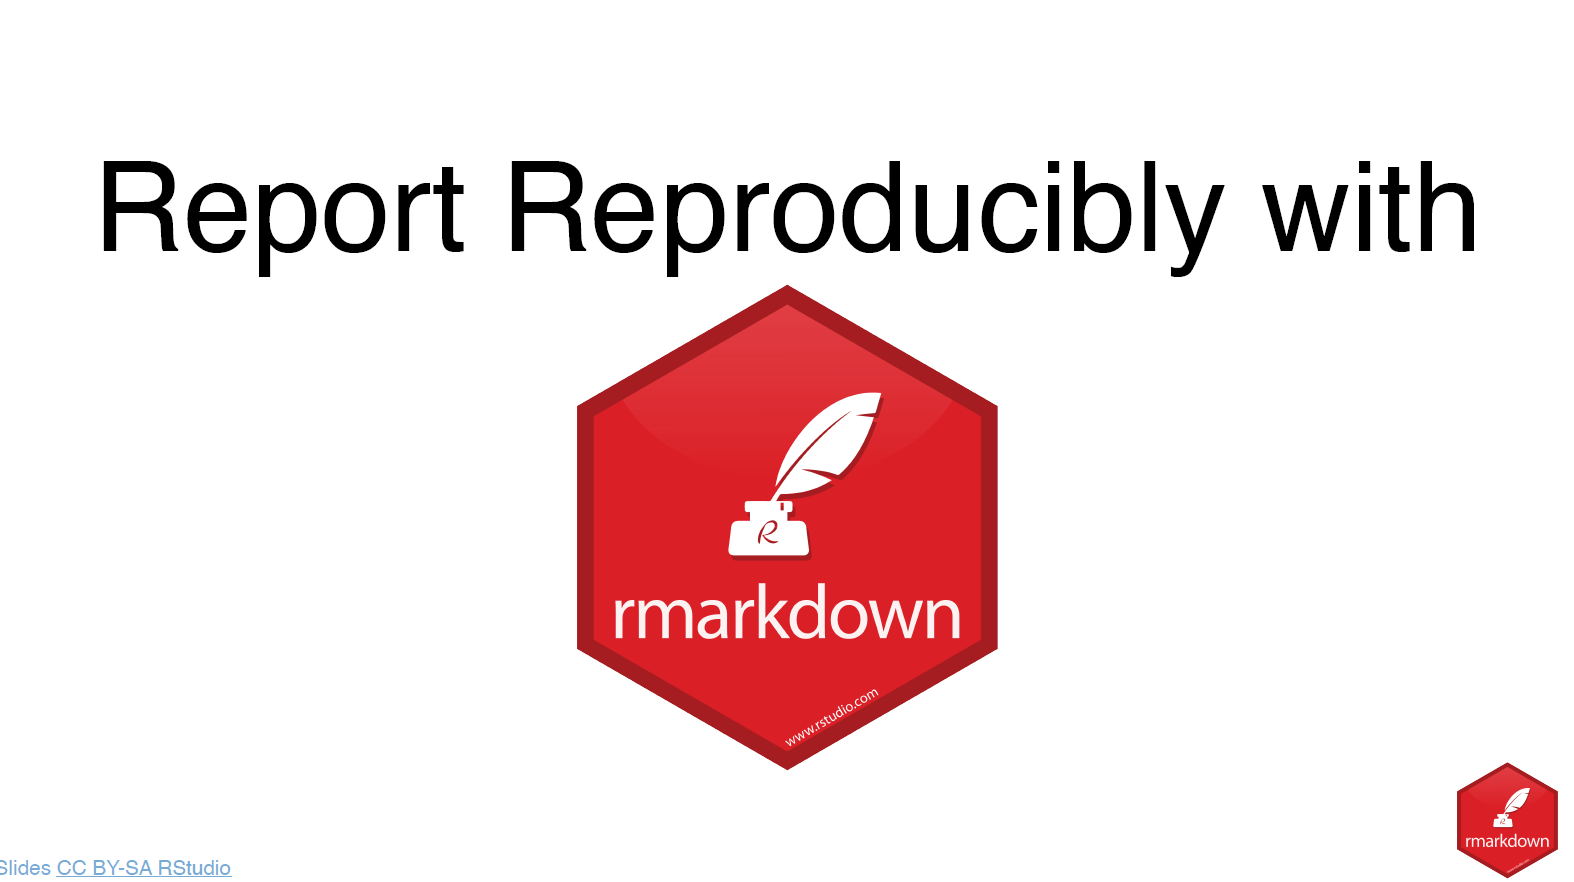 Report Reproducibly with
R
rmarkdown
www.rstudio.com
rmarkdown
Slides CC BY-SA RStudio